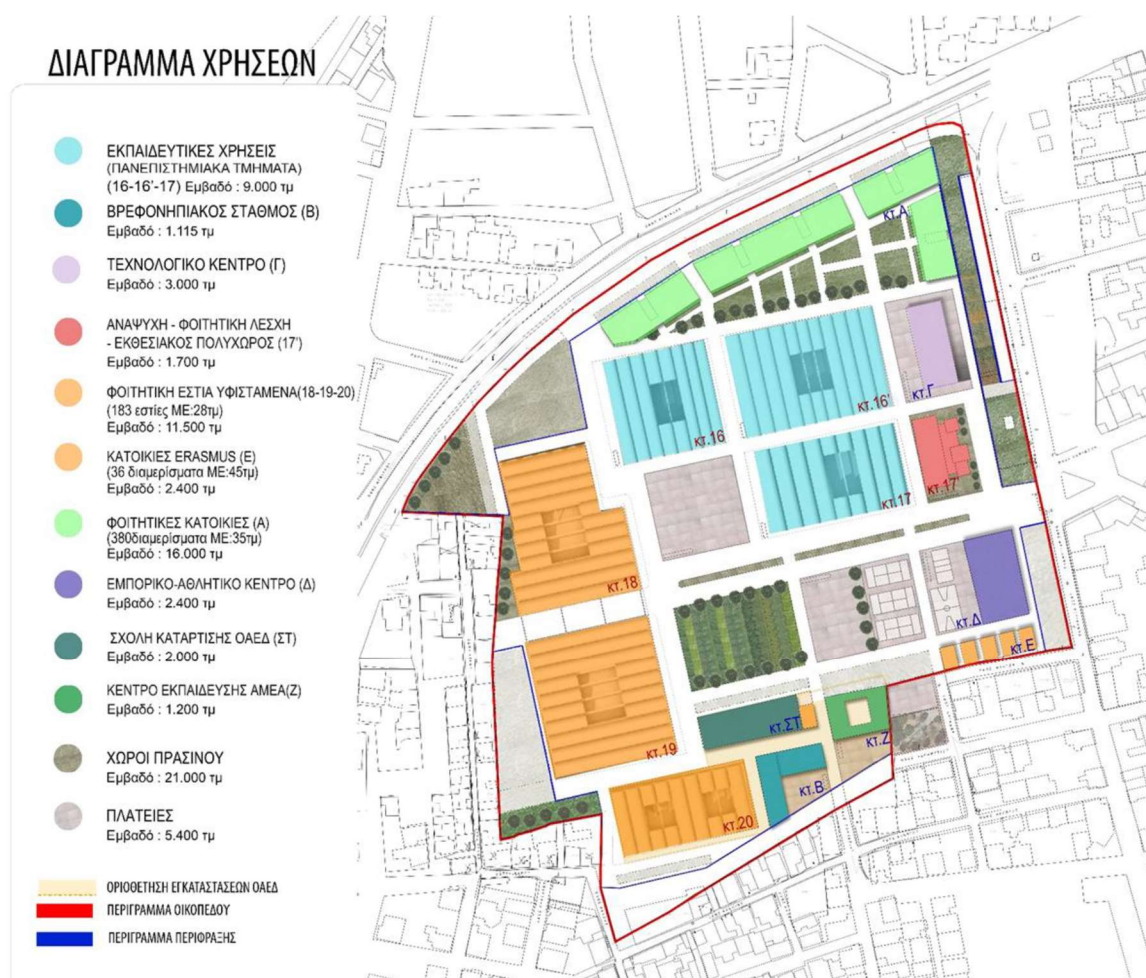 ΔΙΑΓΡΑΜΜΑ ΧΡΗΣΕΩΝ
ΕΚΠΑΙΔΕΥΤΙΚΕΣ ΧΡΗΣΕΙΣ
(ΠΑΝΕΠΙΣΤΗΜΙΑΚΑ ΤΜΗΜΑΤΑ)
(16-16'-17) Εμβαδό : 9.000 τμ
ΒΡΕΦΟΝΗΠΙΑΚΟΣ ΣΤΑΘΜΟΣ (Β)
Εμβαδό : 1.115 τμ
ΤΕΧΝΟΛΟΓΙΚΟ ΚΕΝΤΡΟ (Γ)
Εμβαδό : 3.000 τμ
ΑΝΑΨΥΧΗ - ΦΟΙΤΗΤΙΚΗ ΛΕΣΧΗ
- ΕΚΘΕΣΙΑΚΟΣ ΠΟΛΥΧΩΡΟΣ (17')
Εμβαδό : 1.700 τμ
ΦΟΙΤΗΤΙΚΗ ΕΣΤΙΑ ΥΦΙΣΤΑΜΕΝΑ(18-19-20)
(183 εστίες ΜΕ:28τμ)
Εμβαδό : 11.500 τμ
ΚΑΤΟΙΚΙΕΣ ERASMUS (Ε)
(36 διαμερίσματα ΜΕ:45τμ)
Εμβαδό : 2.400 τμ
ΦΟΙΤΗΤΙΚΕΣ ΚΑΤΟΙΚΙΕΣ (Α)
(380διαμερίσματα ΜΕ:35τμ)
Εμβαδό : 16.000 τμ
ΕΜΠΟΡΙΚΟ-ΑΘΛΗΤΙΚΟ ΚΕΝΤΡΟ (Δ)
Εμβαδό : 2.400 τμ
ΣΧΟΛΗ ΚΑΤΑΡΤΙΣΗΣ ΟΑΕΔ (ΣΤ)
Εμβαδό : 2.000 τμ
ΚΕΝΤΡΟ ΕΚΠΑΙΔΕΥΣΗΣ ΑΜΕΑ(Ζ)
Εμβαδό : 1.200 τμ
ΧΩΡΟΙ ΠΡΑΣΙΝΟΥ
Εμβαδό : 21.000 τμ
ΠΛΑΤΕΙΕΣ
Εμβαδό : 5.400 τμ
ΟΡΙΟΘΕΤΗΣΗ ΕΓΚΑΤΑΣΤΑΣΕΩΝ ΟΑΕΔ
ΠΕΡΙΓΡΑΜΜΑ ΟΙΚΟΠΕΔΟΥ
ΠΕΡΙΓΡΑΜΜΑ ΠΕΡΙΦΡΑΞΗΣ
κτ.Α
κτ.Γ
κτ.16'
κτ.16
κτ.17
κτ.17'
κτ.18
κτ.Δ
κτ.Ε
κτ.ΣΤ
κτ.Ζ
κτ.19
κτ.Β
κτ.20